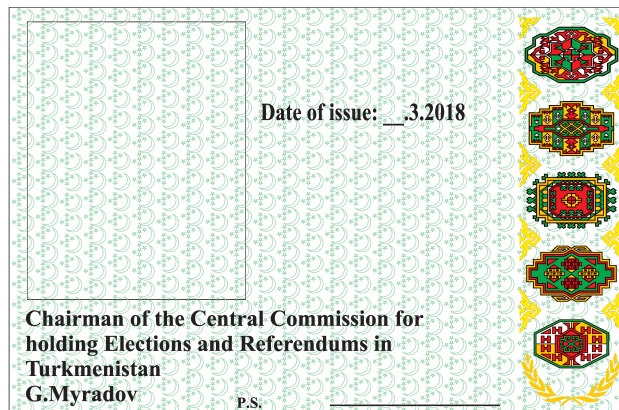 Date of issue: __.3.2018
Chairman of the Central Commission for
holding Elections and Referendums in
Turkmenistan
G.Myradov
P.S.